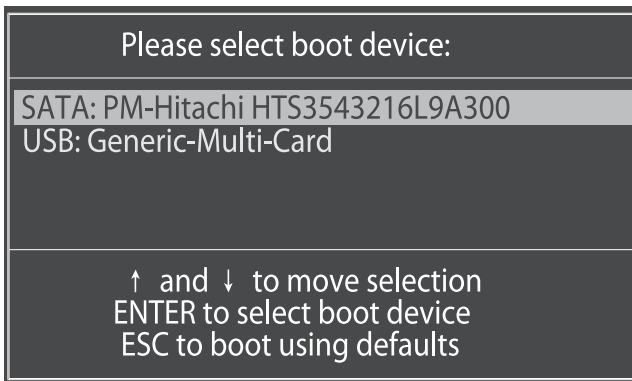 Please select boot device:
SATA: PM-Hitachi HTS3543216L9A300
USB: Generic-Multi-Card
↑ and ↓ to move selection
ENTER to select boot device
ESC to boot using defaults